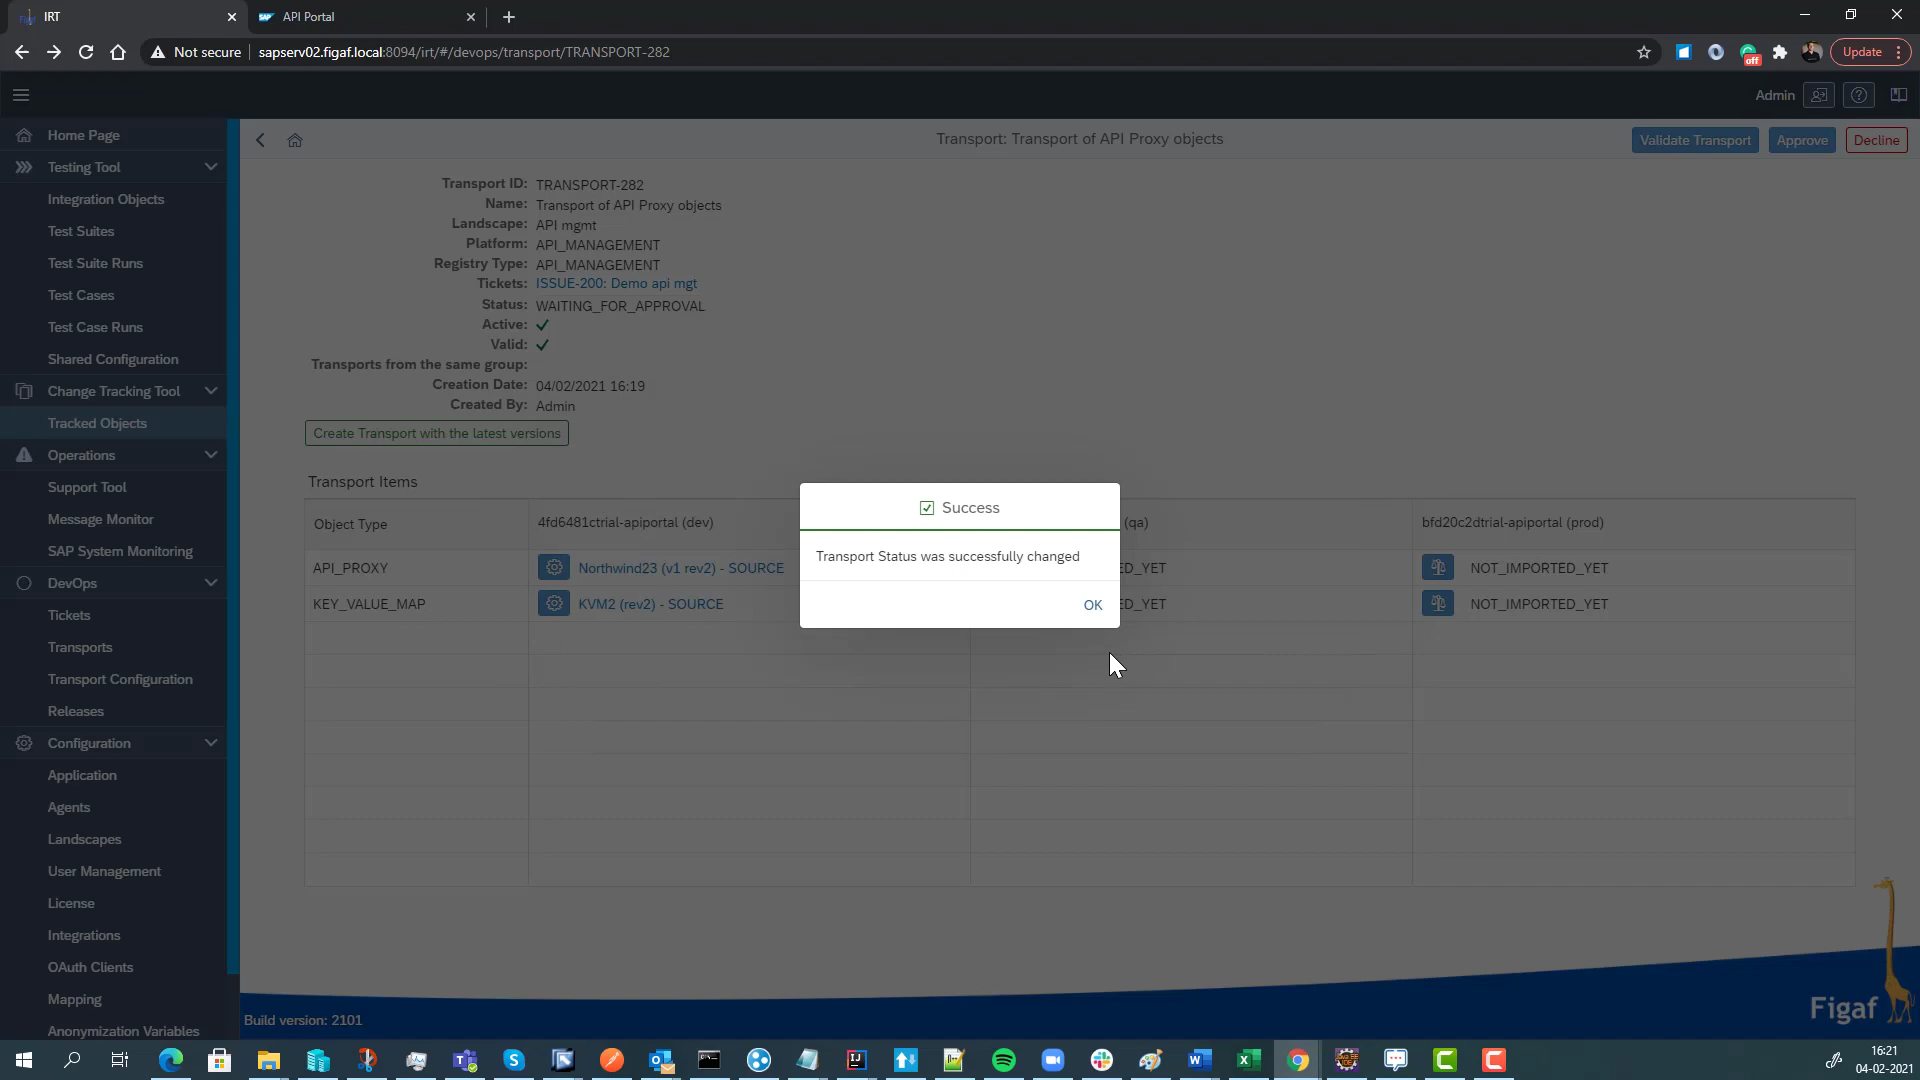 IRT
API Portal
Not secure
sapserv02.figaf.local:8094/irt/#/devops/transport/TRANSPORT-282
off
Update
Admin
Home Page
Testing Tool
Integration Objects
Test Suites
Test Suite Runs
Test Cases
Test Case Runs
Shared Configuration
Change Tracking Tool
Tracked Objects
Operations
Support Tool
Message Monitor
SAP System Monitoring
DevOps
Tickets
Transports
Transport Configuration
Releases
Configuration
Application
Agents
Landscapes
User Management
License
Integrations
OAuth Clients
Mapping
Anonymization Variables
Transport: Transport of API Proxy objects
Validate Transport
Approve
Decline
Transport ID: TRANSPORT-282
Name: Transport of API Proxy objects
Landscape: API mgmt
Platform: API_MANAGEMENT
Registry Type: API_MANAGEMENT
Tickets: ISSUE-200: Demo api mgt
Status: WAITING_FOR_APPROVAL
Active:
Valid:
Transports from the same group:
Creation Date: 04/02/2021 16:19
Created By: Admin
Create Transport with the latest versions
Transport Items
Object Type 4fd6481ctrial-apiportal (dev) (qa) bfd20c2dtrial-apiportal (prod)
API_PROXY Northwind23 (v1 rev2) - SOURCE D_YET NOT_IMPORTED_YET
KEY_VALUE_MAP KVM2 (rev2) - SOURCE D_YET NOT_IMPORTED_YET
Success
Transport Status was successfully changed
OK
Build version: 2101
Figaf
16:21
04-02-2021